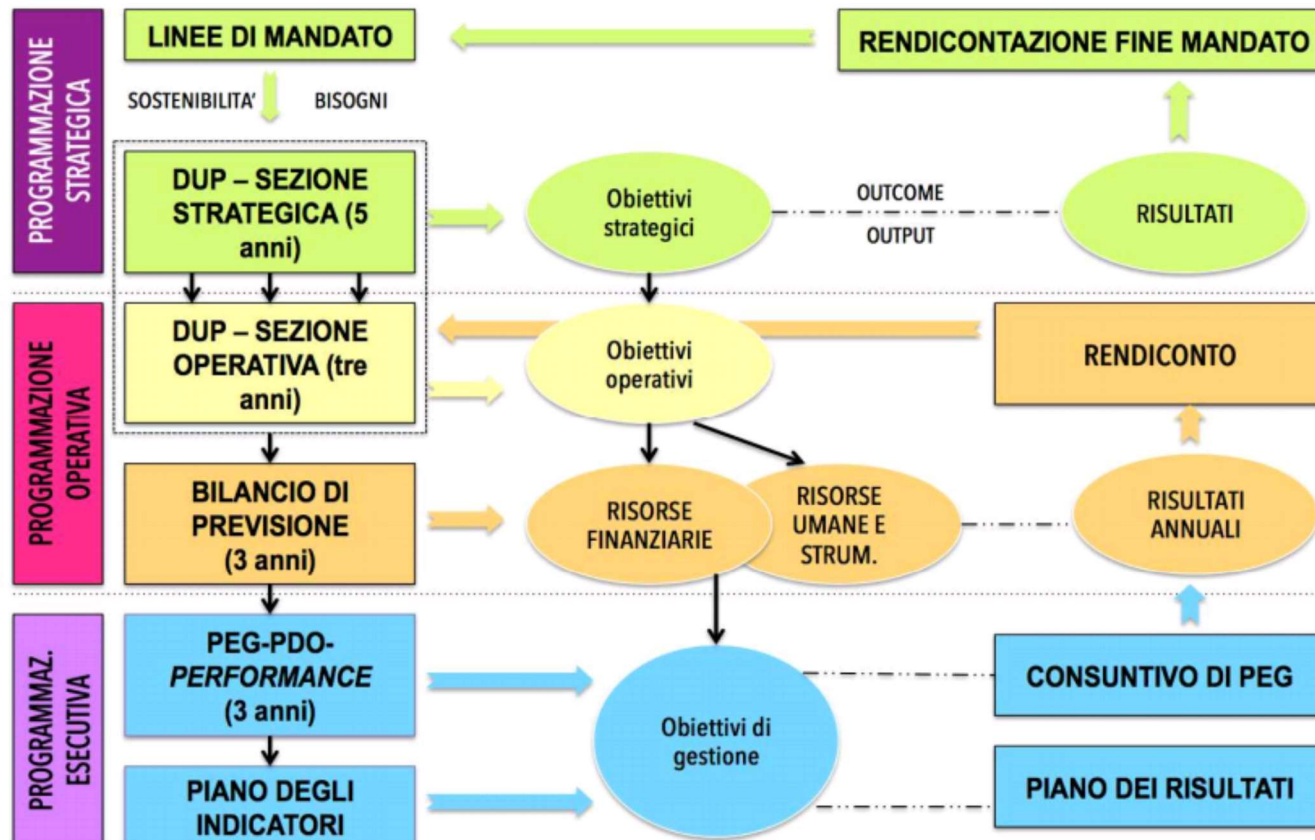 PROGRAMMAZIONE
STRATEGICA
LINEE DI MANDATO
RENDICONTAZIONE FINE MANDATO
SOSTENIBILITA’ BISOGNI
DUP – SEZIONE
STRATEGICA (5
anni)
Obiettivi
strategici
OUTCOME
OUTPUT
RISULTATI
PROGRAMMAZIONE
OPERATIVA
DUP – SEZIONE
OPERATIVA (tre
anni)
Obiettivi
operativi
RENDICONTO
BILANCIO DI
PREVISIONE
(3 anni)
RISORSE
FINANZIARIE
RISORSE
UMANE E
STRUM.
RISULTATI
ANNUALI
PROGRAMMAZ.
ESECUTIVA
PEG-PDO-
PERFORMANCE
(3 anni)
Obiettivi di
gestione
CONSUNTIVO DI PEG
PIANO DEGLI
INDICATORI
PIANO DEI RISULTATI